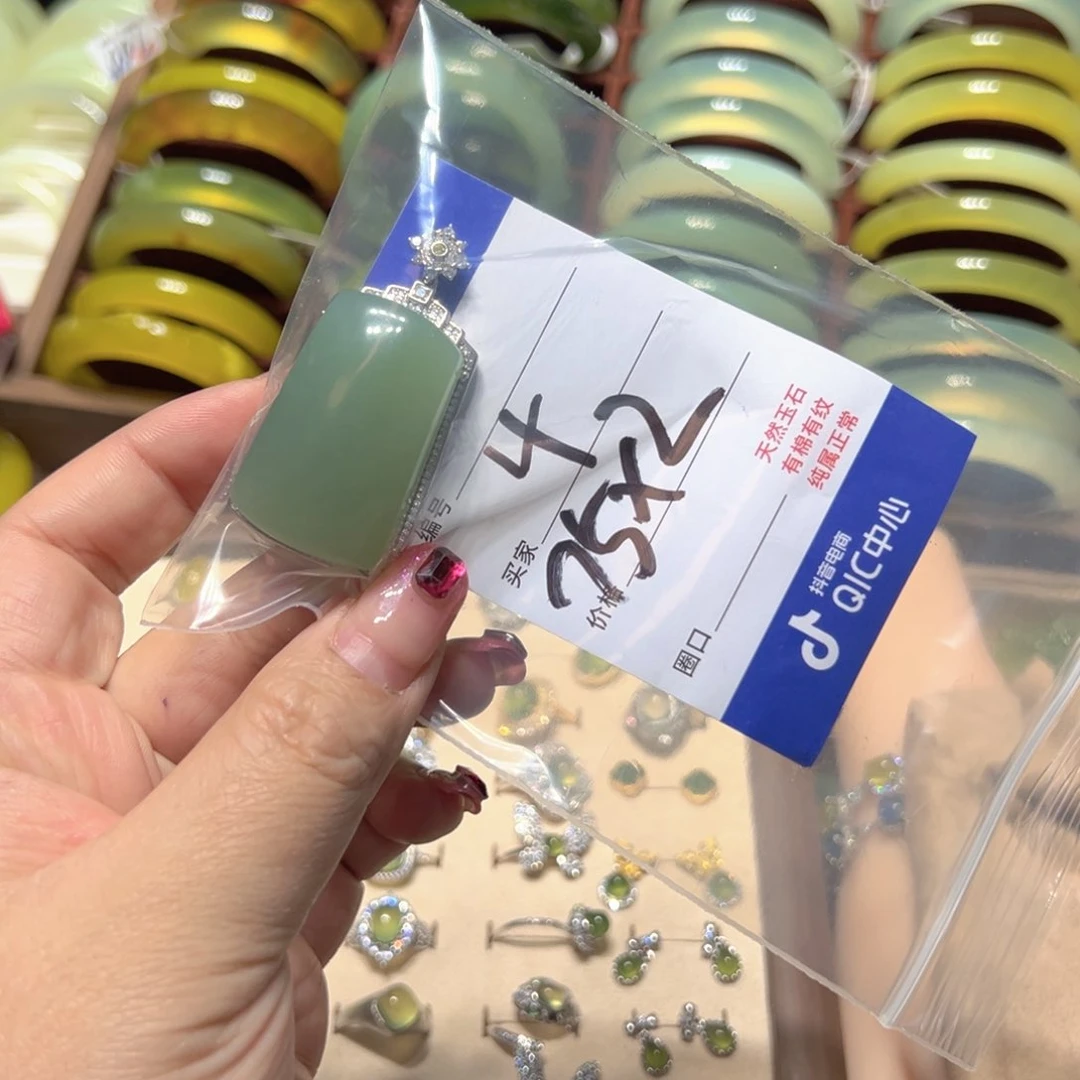 编号 4
买家
价格 75x2
圈口
天然玉石
有棉有纹
纯属正常
抖音电商
QIC中心